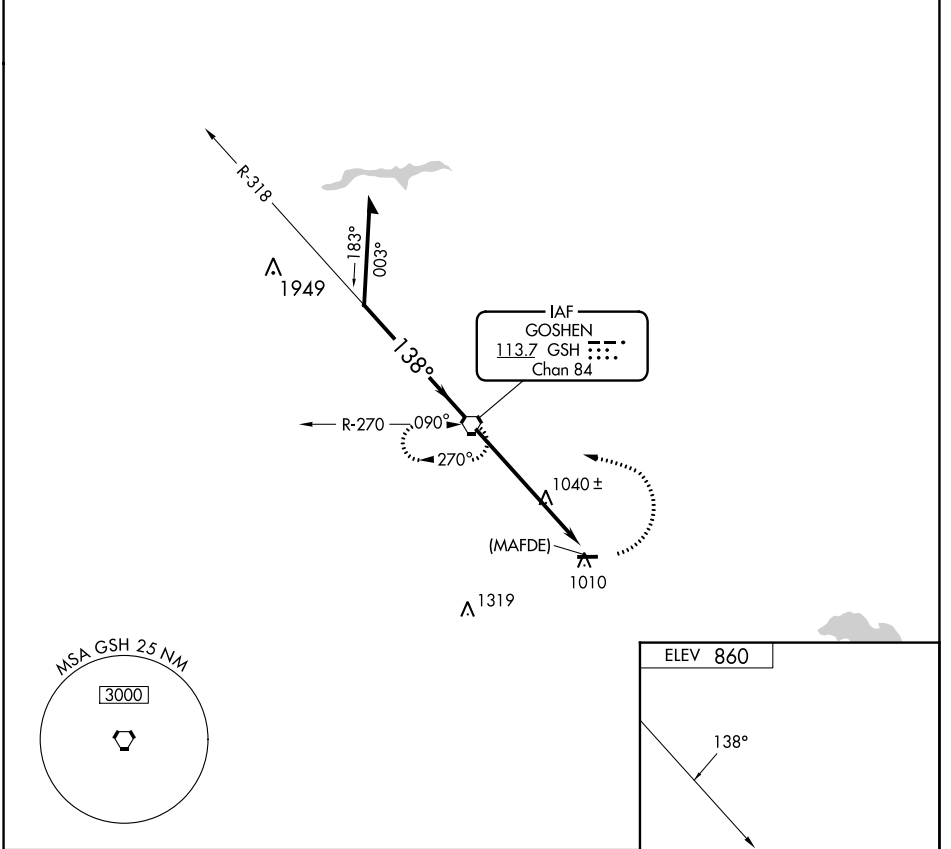 R-318
183°
003°
1949
138°
IAF
GOSHEN
113.7 GSH
Chan 84
R-270
090°
270°
1040 ±
(MAFDE)
1010
1319
MSA GSH 25 NM
3000
ELEV 860
138°